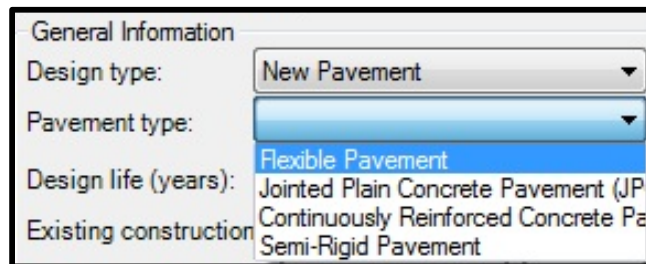 General Information
Design type: New Pavement
Pavement type:
Flexible Pavement
Design life (years): Jointed Plain Concrete Pavement (JP
Continuously Reinforced Concrete Pa
Existing construction
Semi-Rigid Pavement